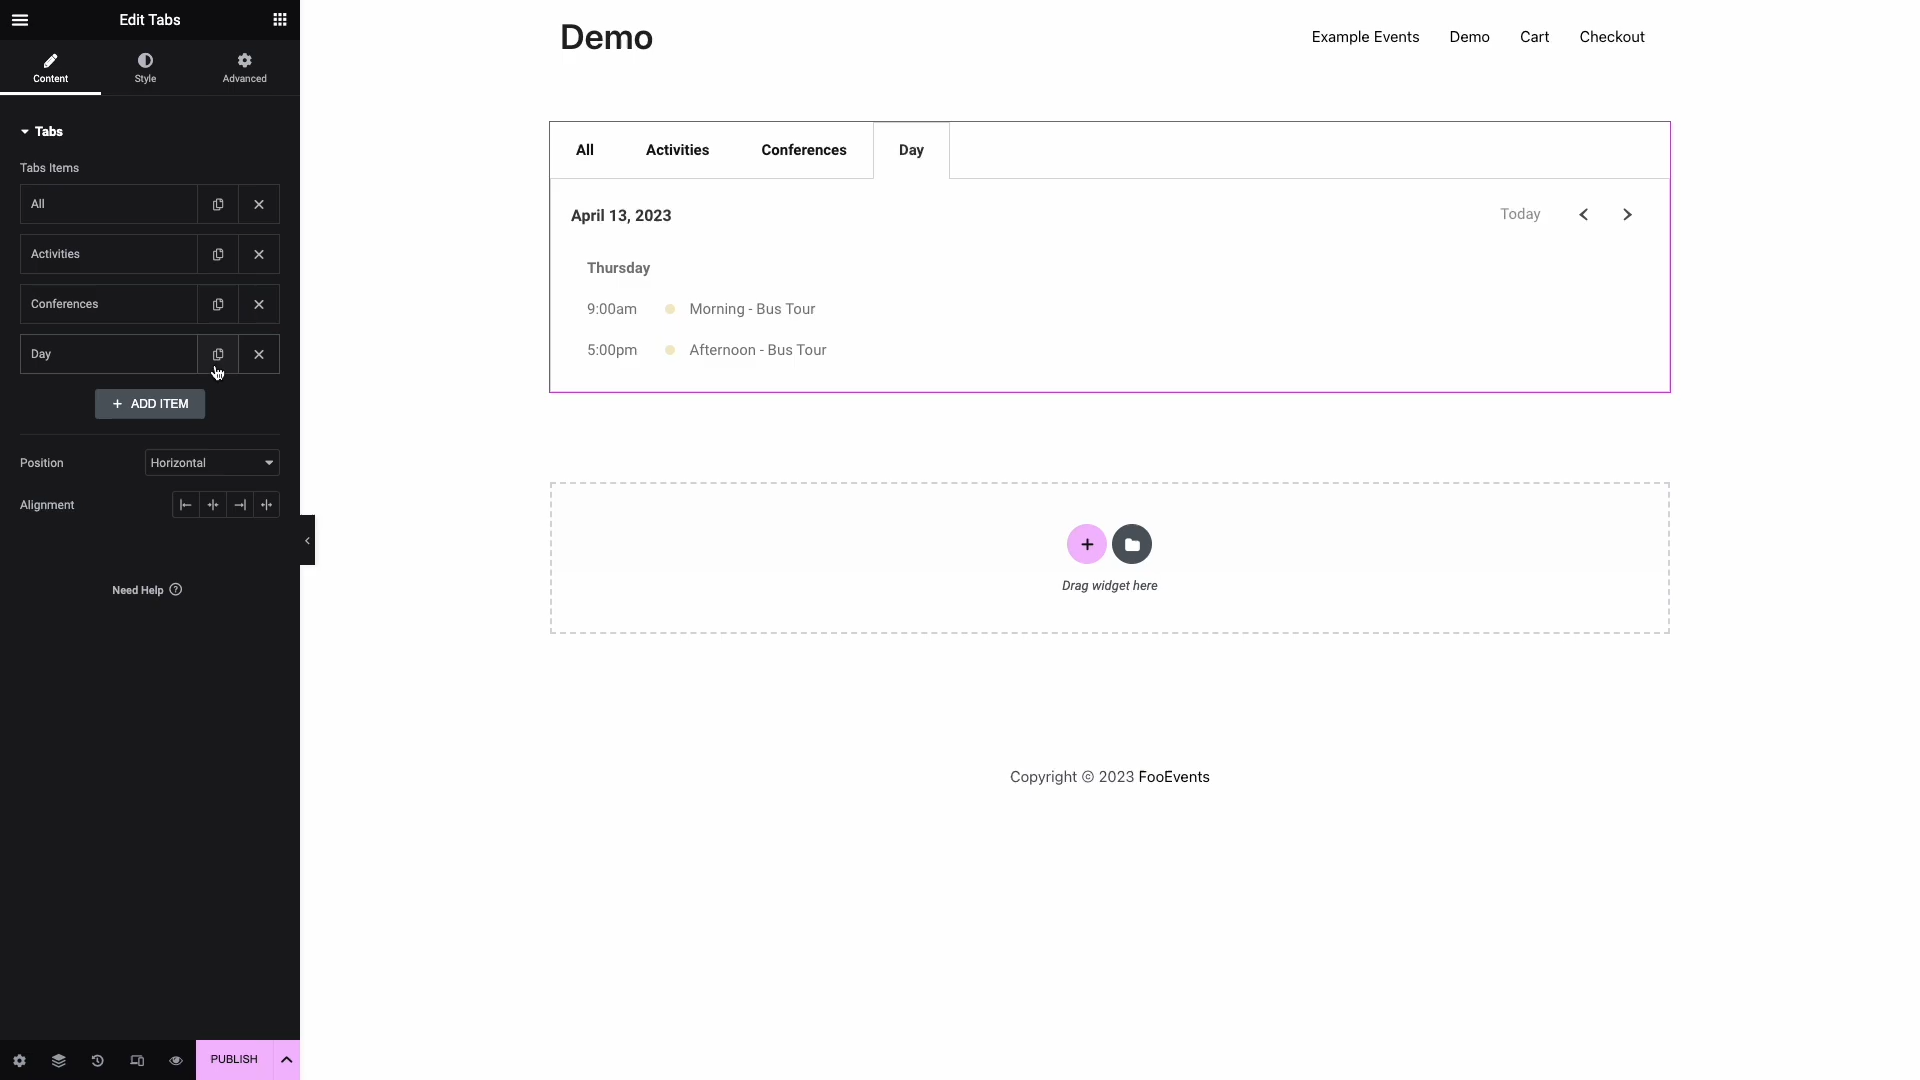 Edit Tabs
Content
Style
Advanced
Tabs
Tabs Items
All
Activities
Conferences
Day
+ ADD ITEM
Position
Horizontal
Alignment
Need Help
PUBLISH
Demo
Example Events
Demo
Cart
Checkout
All
Activities
Conferences
Day
April 13, 2023
Today
Thursday
9:00am
Morning - Bus Tour
5:00pm
Afternoon - Bus Tour
Drag widget here
Copyright © 2023 FooEvents